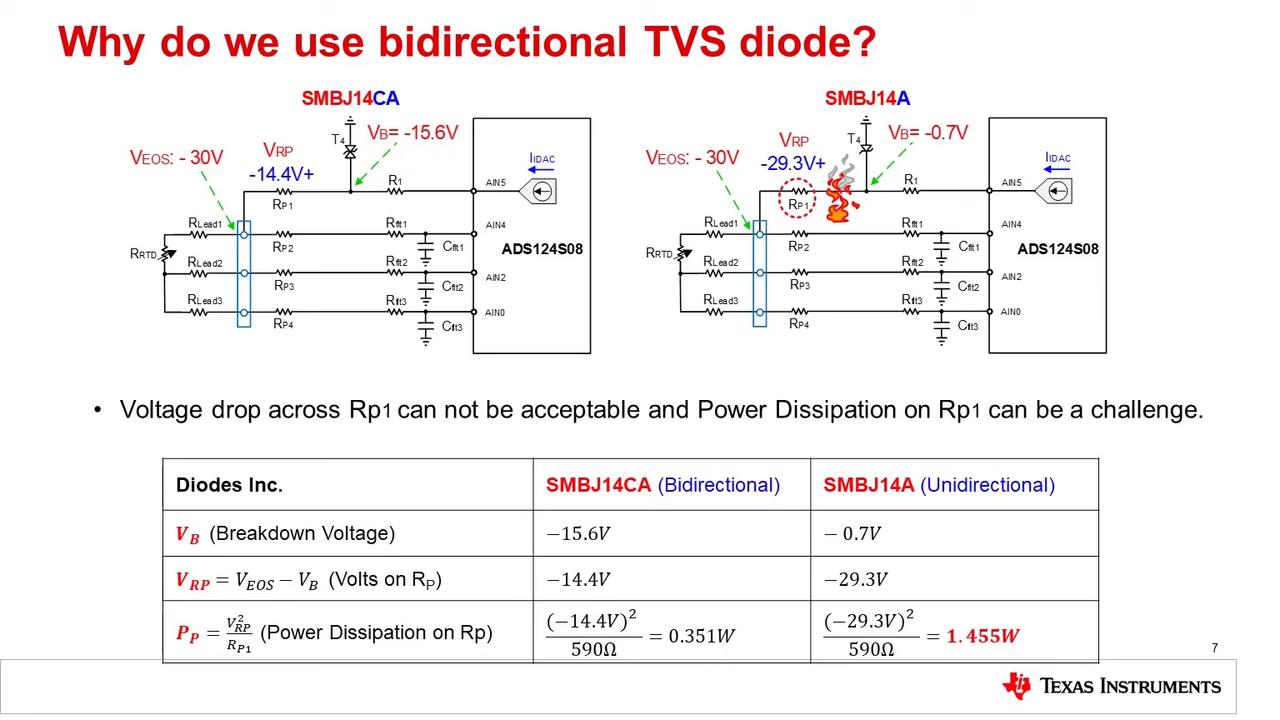 Why do we use bidirectional TVS diode?
SMBJ14CA
T4
VB= -15.6V
VRP
VEOS: - 30V
-14.4V+
IIDAC
R1
AIN5
RP1
RLead1
Rflt1
AIN4
RP2
Cflt1
ADS124S08
RRTD
RLead2
Rflt2
AIN2
RP3
Cflt2
RLead3
Rflt3
AIN0
RP4
Cflt3
SMBJ14A
T4
VB= -0.7V
VRP
VEOS: - 30V
-29.3V+
IIDAC
R1
AIN5
RP1
RLead1
Rflt1
AIN4
RP2
Cflt1
ADS124S08
RRTD
RLead2
Rflt2
AIN2
RP3
Cflt2
RLead3
Rflt3
AIN0
RP4
Cflt3
• Voltage drop across Rp1 can not be acceptable and Power Dissipation on Rp1 can be a challenge.
Diodes Inc. SMBJ14CA (Bidirectional) SMBJ14A (Unidirectional)
VB (Breakdown Voltage) −15.6V − 0.7V
VRP = VEOS − VB (Volts on RP) −14.4V −29.3V
PP = V²RP / RP1 (Power Dissipation on Rp) (−14.4V)² / 590Ω = 0.351W (−29.3V)² / 590Ω = 1.455W
7
TEXAS INSTRUMENTS